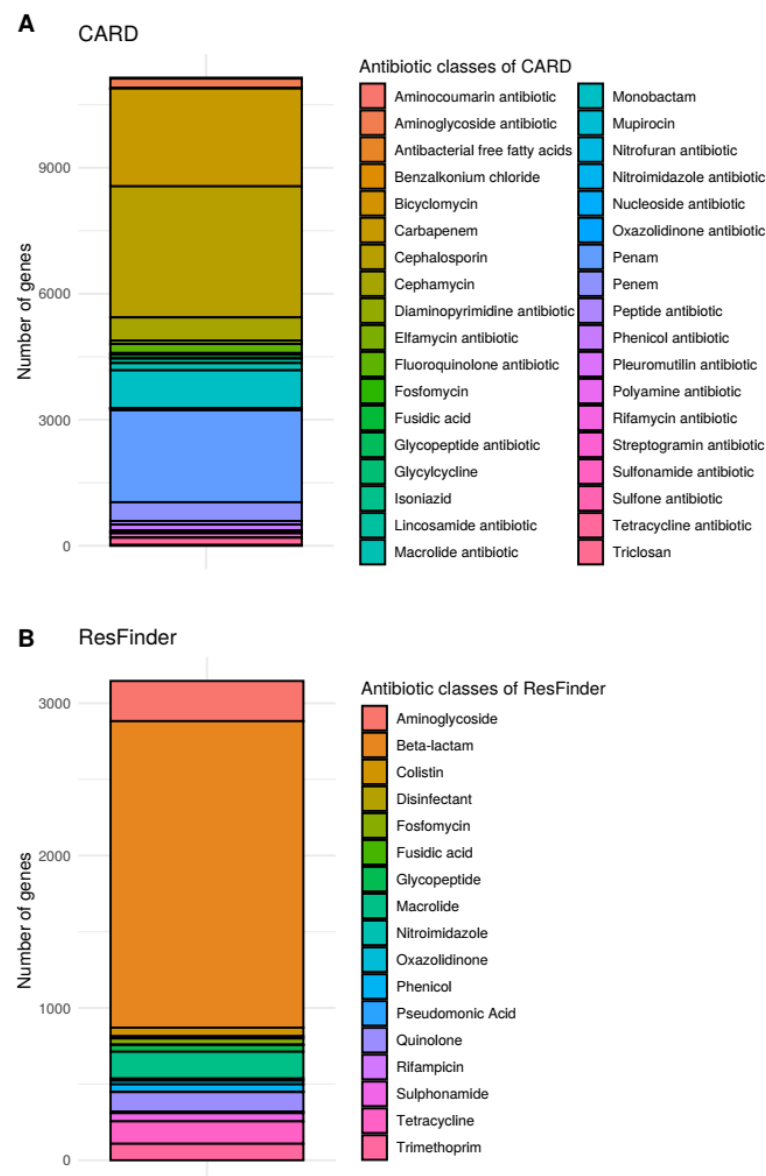 A
CARD
Number of genes
9000
6000
3000
0
Antibiotic classes of CARD
Aminocoumarin antibiotic
Aminoglycoside antibiotic
Antibacterial free fatty acids
Benzalkonium chloride
Bicyclomycin
Carbapenem
Cephalosporin
Cephamycin
Diaminopyrimidine antibiotic
Elfamycin antibiotic
Fluoroquinolone antibiotic
Fosfomycin
Fusidic acid
Glycopeptide antibiotic
Glycylcycline
Isoniazid
Lincosamide antibiotic
Macrolide antibiotic
Monobactam
Mupirocin
Nitrofuran antibiotic
Nitroimidazole antibiotic
Nucleoside antibiotic
Oxazolidinone antibiotic
Penam
Penem
Peptide antibiotic
Phenicol antibiotic
Pleuromutilin antibiotic
Polyamine antibiotic
Rifamycin antibiotic
Streptogramin antibiotic
Sulfonamide antibiotic
Sulfone antibiotic
Tetracycline antibiotic
Triclosan
B
ResFinder
Number of genes
3000
2000
1000
0
Antibiotic classes of ResFinder
Aminoglycoside
Beta-lactam
Colistin
Disinfectant
Fosfomycin
Fusidic acid
Glycopeptide
Macrolide
Nitroimidazole
Oxazolidinone
Phenicol
Pseudomonic Acid
Quinolone
Rifampicin
Sulphonamide
Tetracycline
Trimethoprim